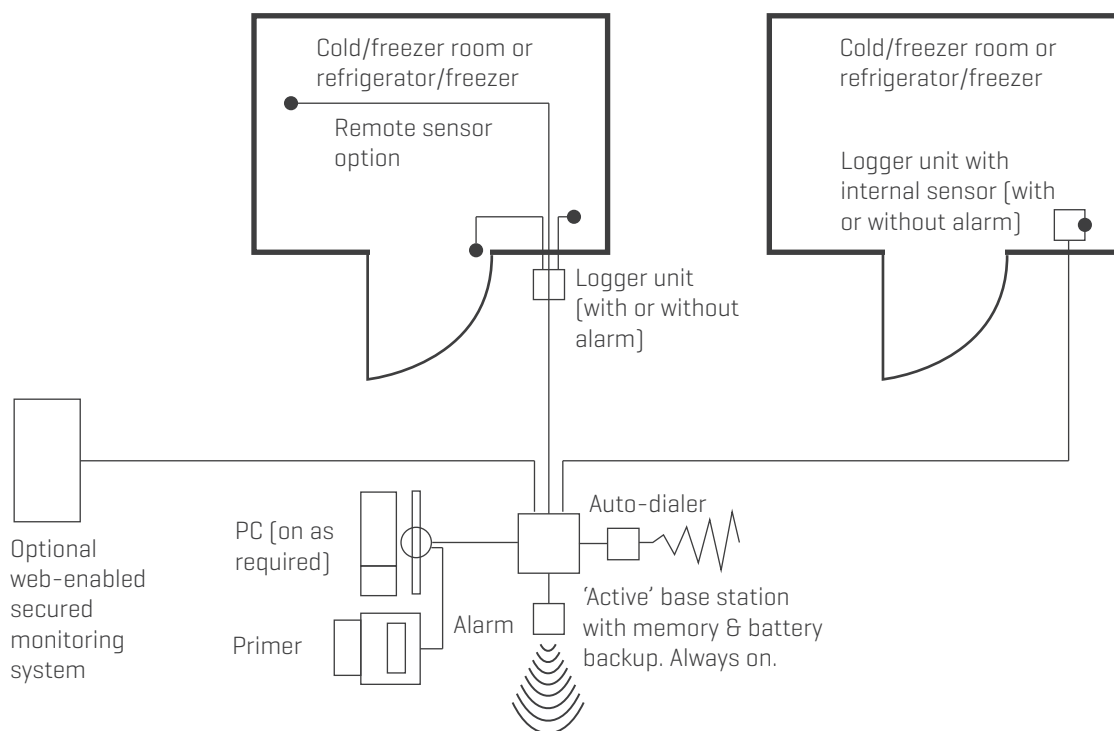 Cold/freezer room or
refrigerator/freezer
Remote sensor
option
Logger unit
(with or without
alarm)
Cold/freezer room or
refrigerator/freezer
Logger unit with
internal sensor (with
or without alarm)
Optional
web-enabled
secured
monitoring
system
PC (on as
required)
Primer
Alarm
Auto-dialer
‘Active’ base station
with memory & battery
backup. Always on.